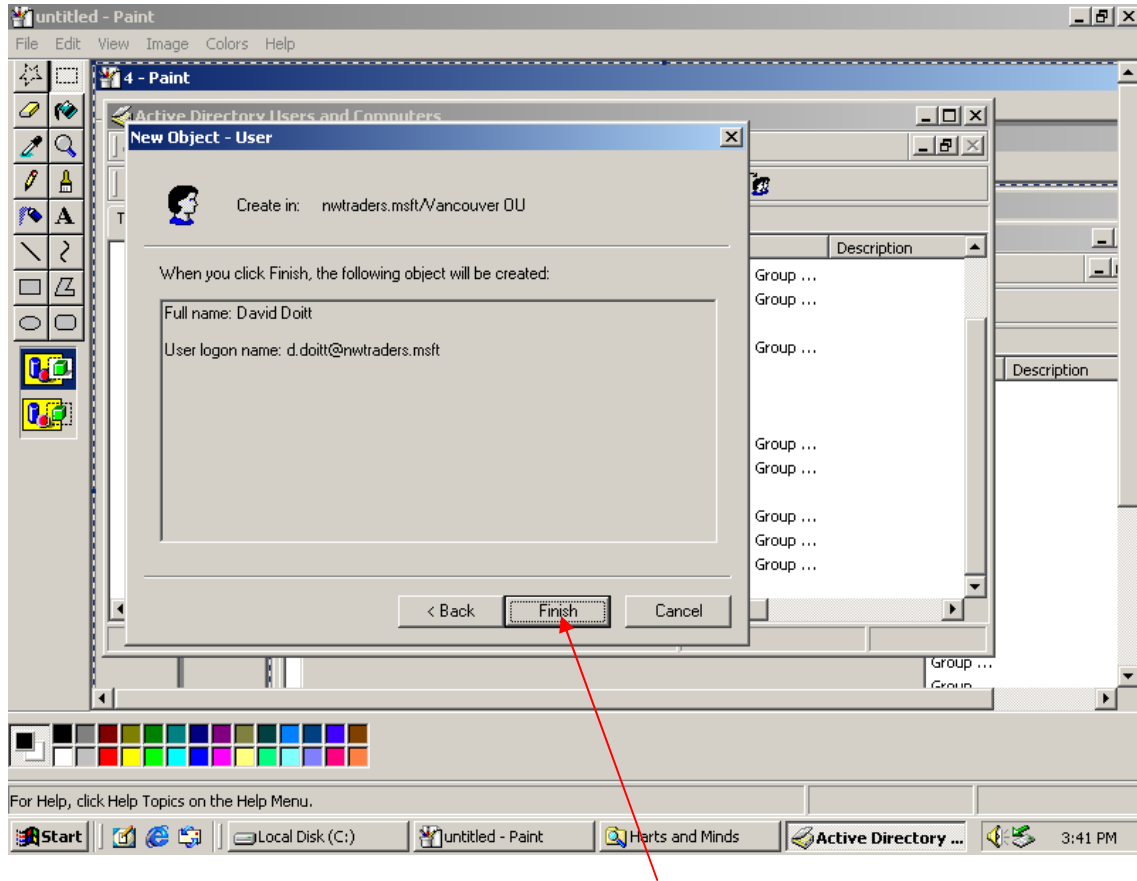 untitled - Paint
File Edit View Image Colors Help
4 - Paint
Active Directory Users and Computers
New Object - User
Create in: nwtraders.msft/Vancouver OU
T
Description
When you click Finish, the following object will be created:
Full name: David Doitt
User logon name: d.doitt@nwtraders.msft
Group ...
Group ...
Group ...
Group ...
Group ...
Group ...
Group ...
Group ...
Description
< Back Finish Cancel
Group ...
Group
A
For Help, click Help Topics on the Help Menu.
Start Local Disk (C:) untitled - Paint Harts and Minds Active Directory ... 3:41 PM